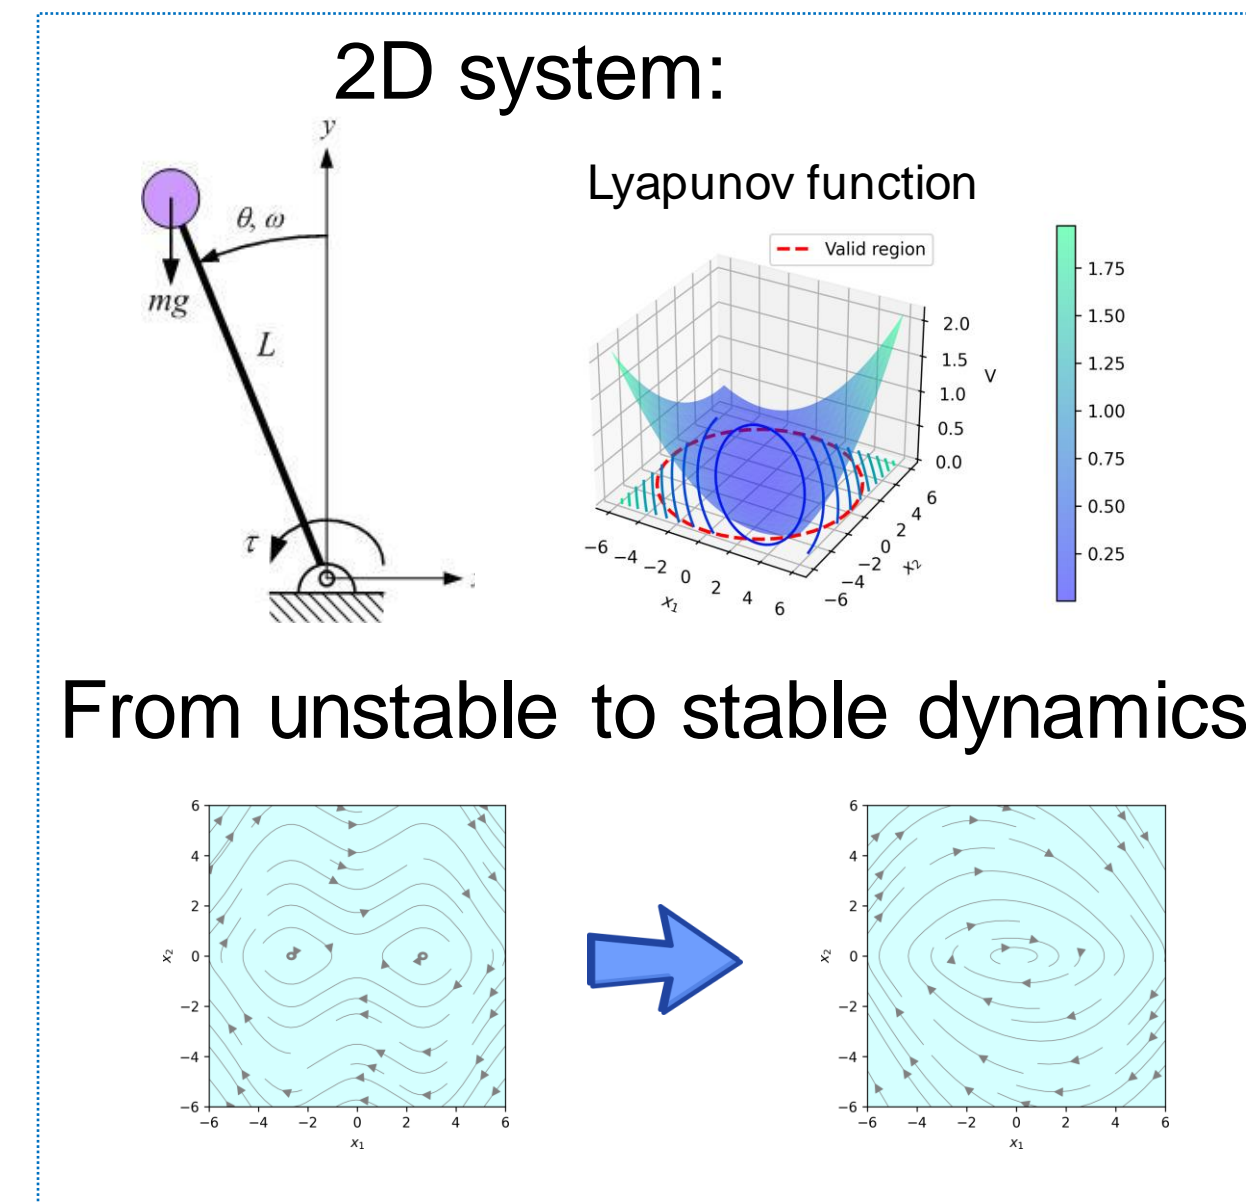 2D system:
y
θ, ω
mg
L
τ
Lyapunov function
Valid region
2.0
1.5
1.0
0.5
0.0
V
−6 −4 −2 0 2 4 6
x₁
−6 −4 −2 0 2 4 6
x₂
1.75
1.50
1.25
1.00
0.75
0.50
0.25
From unstable to stable dynamics
6
4
2
0
−2
−4
−6
x₂
−6 −4 −2 0 2 4 6
x₁
6
4
2
0
−2
−4
−6
x₂
−6 −4 −2 0 2 4 6
x₁